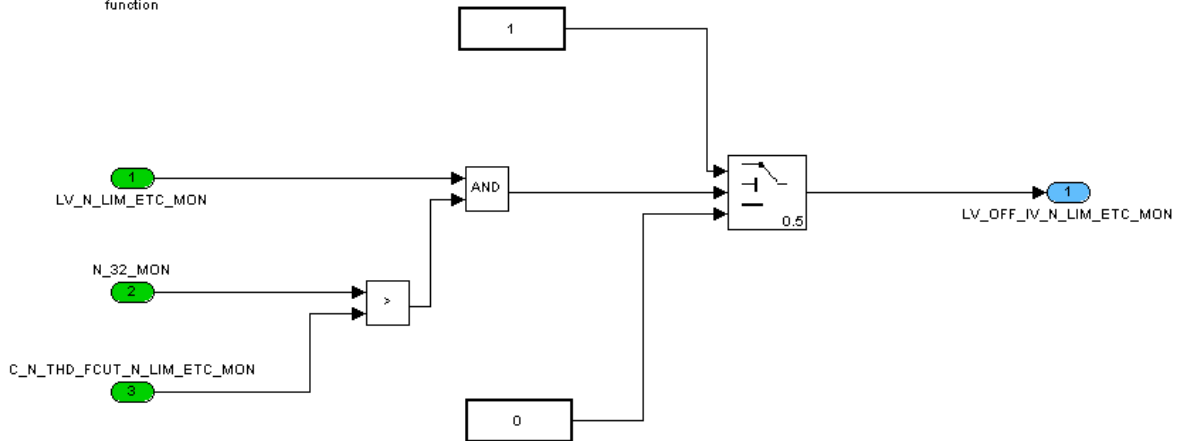 function
1
1
LV_N_LIM_ETC_MON
AND
0.5
1
LV_OFF_IV_N_LIM_ETC_MON
N_32_MON
2
>
C_N_THD_FCUT_N_LIM_ETC_MON
3
0